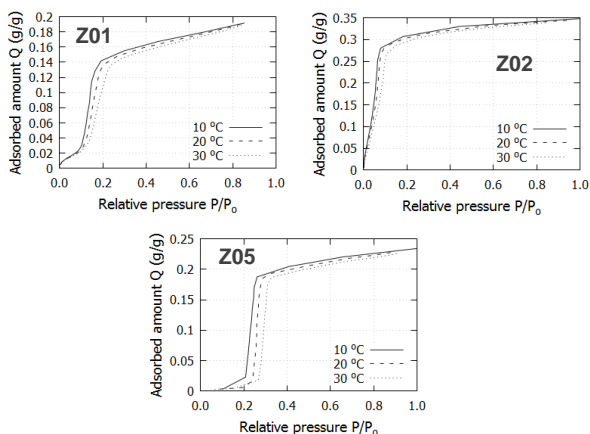 Z01
Adsorbed amount Q (g/g)
0.2
0.18
0.16
0.14
0.12
0.1
0.08
0.06
0.04
0.02
0
10 ºC
20 ºC
30 ºC
0.0 0.2 0.4 0.6 0.8 1.0
Relative pressure P/P₀
Z02
Adsorbed amount Q (g/g)
0.35
0.3
0.25
0.2
0.15
0.1
0.05
0
10 ºC
20 ºC
30 ºC
0.0 0.2 0.4 0.6 0.8 1.0
Relative pressure P/P₀
Z05
Adsorbed amount Q (g/g)
0.25
0.2
0.15
0.1
0.05
0
10 ºC
20 ºC
30 ºC
0.0 0.2 0.4 0.6 0.8 1.0
Relative pressure P/P₀